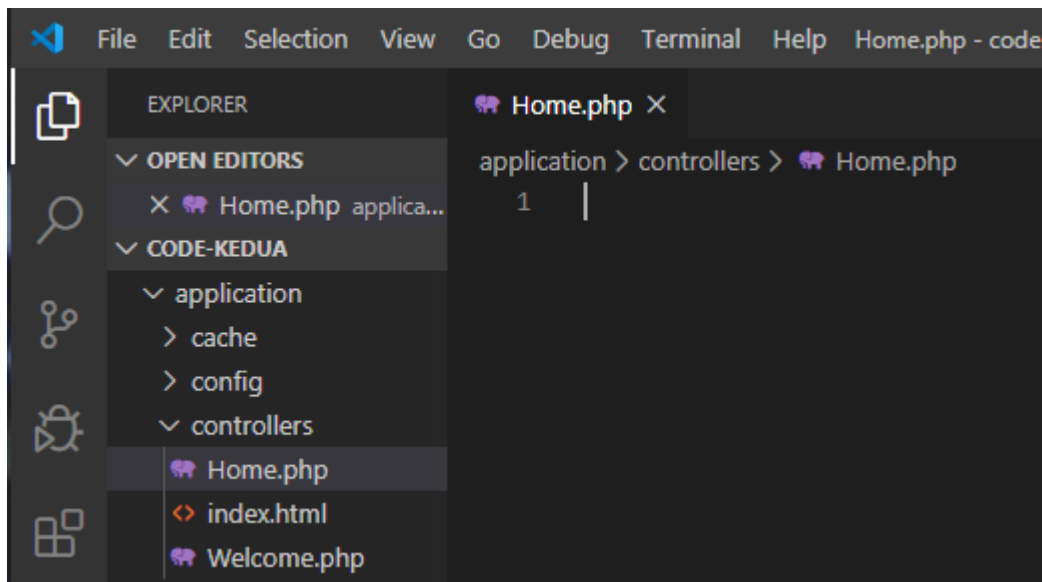 File Edit Selection View Go Debug Terminal Help Home.php - code
EXPLORER
OPEN EDITORS
Home.php applica...
CODE-KEDUA
application
cache
config
controllers
Home.php
index.html
Welcome.php
Home.php
application > controllers > Home.php
1